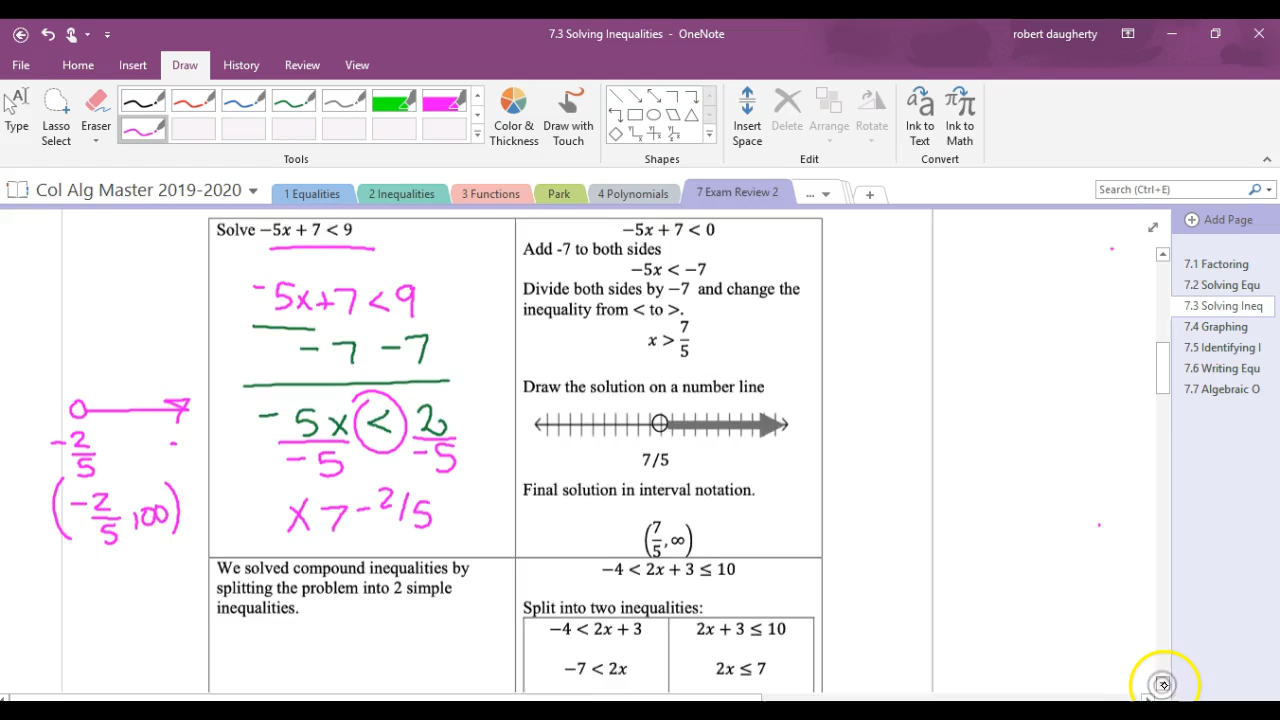 7.3 Solving Inequalities - OneNote
robert daugherty
File Home Insert Draw History Review View
Type
Lasso Select
Eraser
Color & Thickness
Draw with Touch
Insert Space
Delete
Arrange
Rotate
Ink to Text
Ink to Math
Tools
Shapes
Edit
Convert
Col Alg Master 2019-2020
1 Equalities
2 Inequalities
3 Functions
Park
4 Polynomials
7 Exam Review 2
...
Search (Ctrl+E)
Add Page
7.1 Factoring
7.2 Solving Equ
7.3 Solving Ineq
7.4 Graphing
7.5 Identifying I
7.6 Writing Equ
7.7 Algebraic O
Solve −5x + 7 < 9
-5x+7<9
-7 -7
-5x < 2
-5 -5
x > -2/5
-2/5
(-2/5, ∞)
−5x + 7 < 0
Add -7 to both sides
−5x < −7
Divide both sides by −7 and change the
inequality from < to >.
x > 7/5
Draw the solution on a number line
7/5
Final solution in interval notation.
(7/5, ∞)
We solved compound inequalities by
splitting the problem into 2 simple
inequalities.
−4 < 2x + 3 ≤ 10
Split into two inequalities:
−4 < 2x + 3
2x + 3 ≤ 10
−7 < 2x
2x ≤ 7